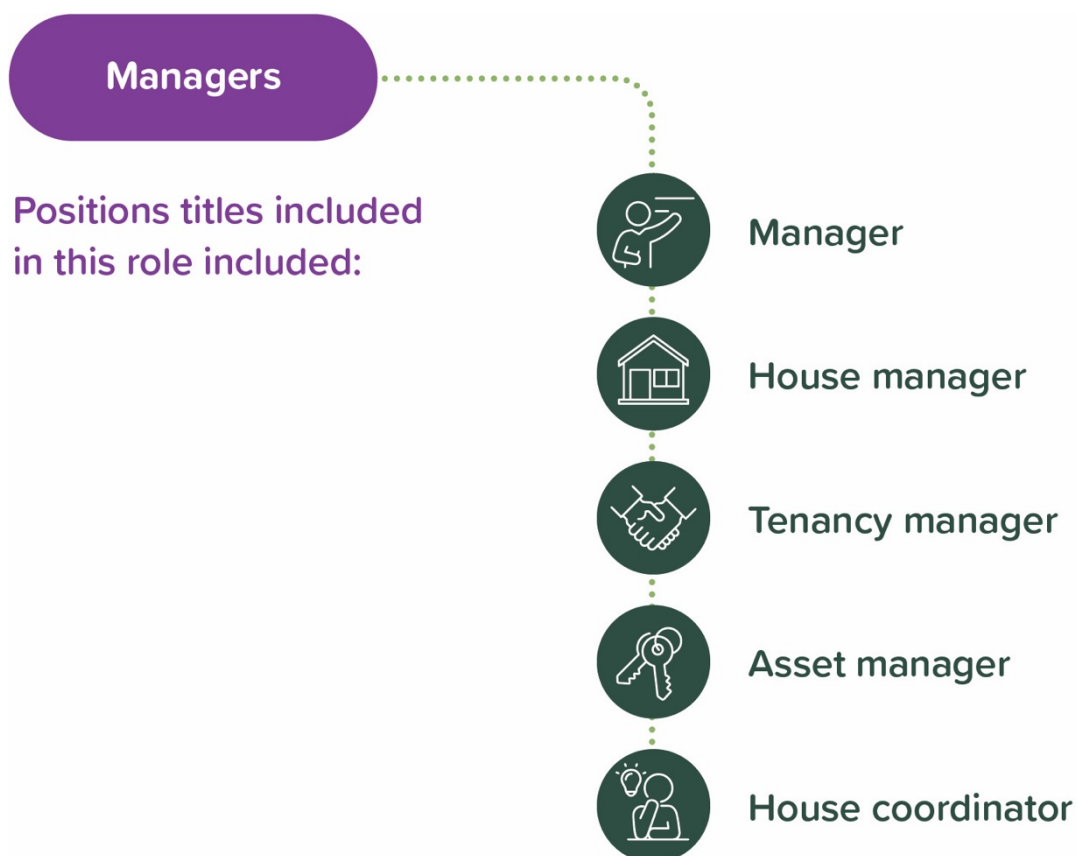 Managers
Positions titles included
in this role included:
Manager
House manager
Tenancy manager
Asset manager
House coordinator